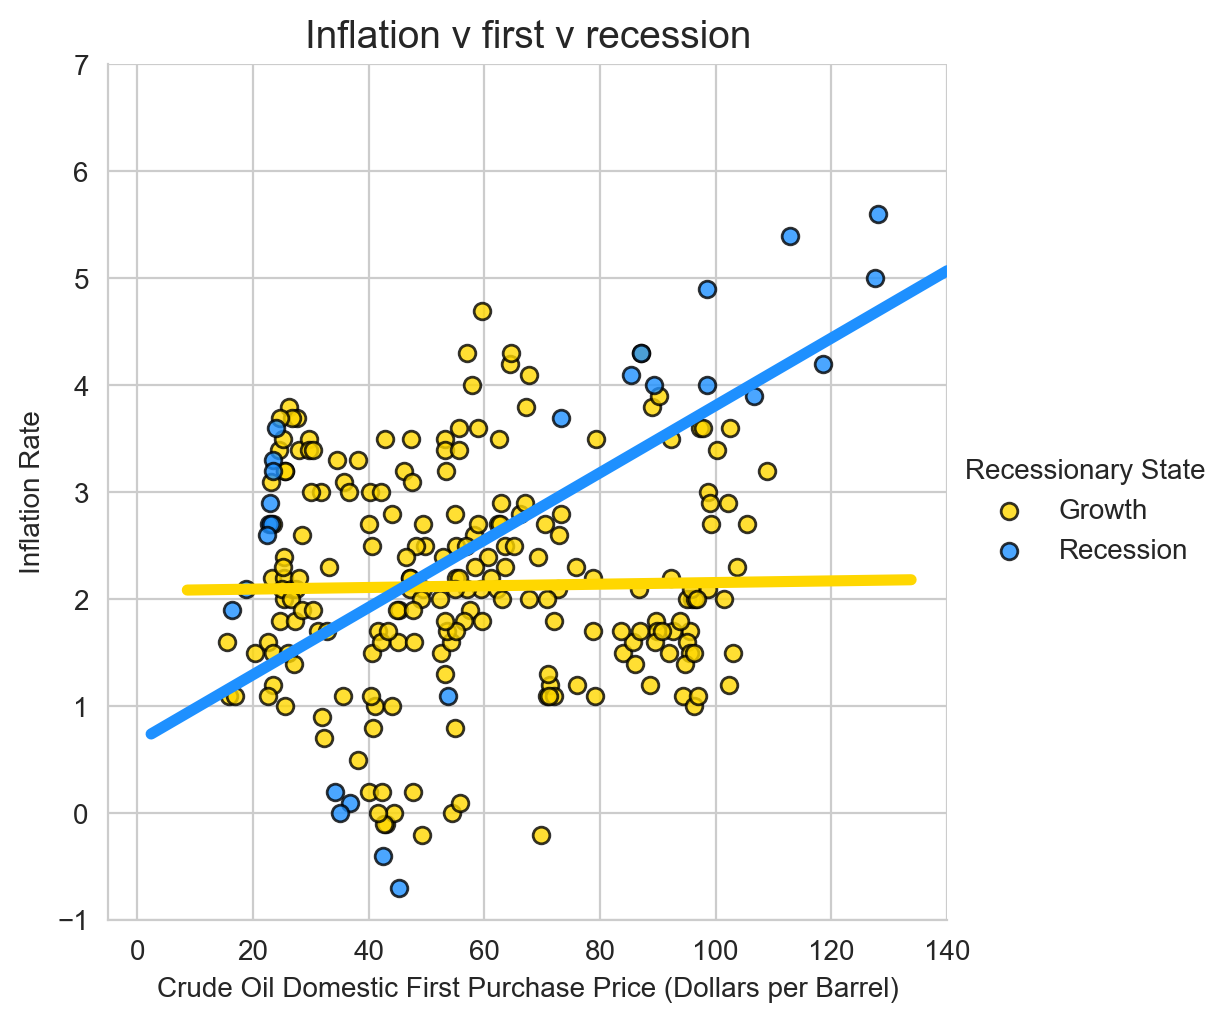 Inflation v first v recession
7
6
5
4
3
2
1
0
−1
Inflation Rate
0 20 40 60 80 100 120 140
Crude Oil Domestic First Purchase Price (Dollars per Barrel)
Recessionary State
Growth
Recession